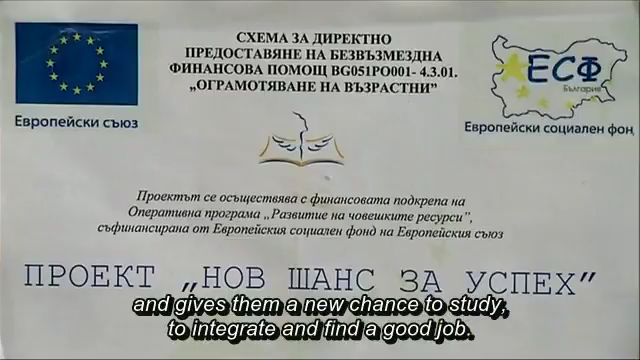 СХЕМА ЗА ДИРЕКТНО
ПРЕДОСТАВЯНЕ НА БЕЗВЪЗМЕЗДНА
ФИНАНСОВА ПОМОЩ BG051PO001- 4.3.01.
„ОГРАМОТЯВАНЕ НА ВЪЗРАСТНИ”
Европейски съюз
ЕСФ
България
Европейски социален фонд
Проектът се осъществява с финансовата подкрепа на
Оперативна програма „Развитие на човешките ресурси”,
съфинансирана от Европейския социален фонд на Европейския съюз
ПРОЕКТ „НОВ ШАНС ЗА УСПЕХ”
and gives them a new chance to study,
to integrate and find a good job.